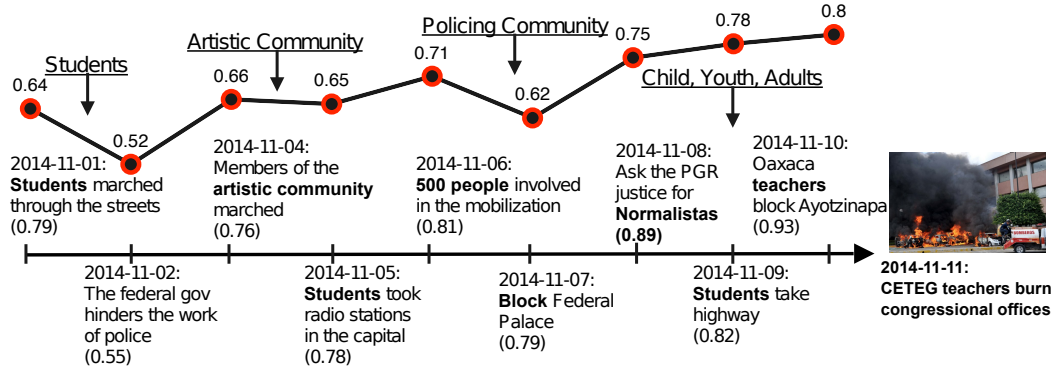 0.64
0.52
0.66
0.65
0.71
0.62
0.75
0.78
0.8
Students
Artistic Community
Policing Community
Child, Youth, Adults
2014-11-01:
Students marched
through the streets
(0.79)
2014-11-02:
The federal gov
hinders the work
of police
(0.55)
2014-11-04:
Members of the
artistic community
marched
(0.76)
2014-11-05:
Students took
radio stations
in the capital
(0.78)
2014-11-06:
500 people involved
in the mobilization
(0.81)
2014-11-07:
Block Federal
Palace
(0.79)
2014-11-08:
Ask the PGR
justice for
Normalistas
(0.89)
2014-11-09:
Students take
highway
(0.82)
2014-11-10:
Oaxaca
teachers
block Ayotzinapa
(0.93)
BOMBEROS
2014-11-11:
CETEG teachers burn
congressional offices